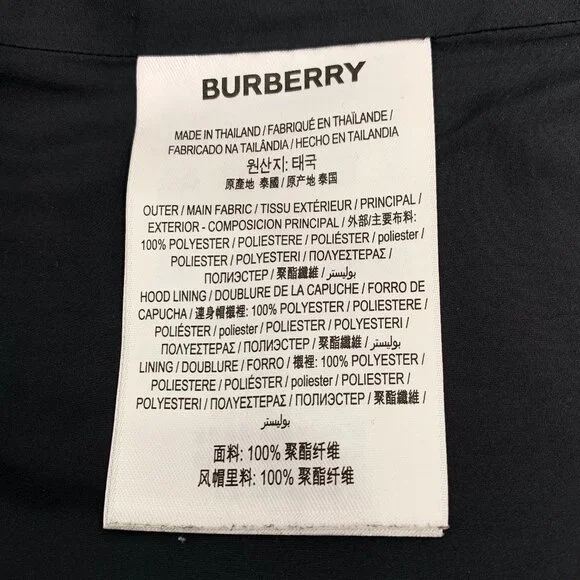 BURBERRY
MADE IN THAILAND / FABRIQUÉ EN THAÏLANDE /
FABRICADO NA TAILÂNDIA / HECHO EN TAILANDIA
원산지: 태국
原產地 泰國 / 原产地 泰国
OUTER / MAIN FABRIC / TISSU EXTÉRIEUR / PRINCIPAL /
EXTERIOR - COMPOSICION PRINCIPAL / 外部/主要布料:
100% POLYESTER / POLIESTERE / POLIÉSTER / poliester /
POLIESTER / POLYESTERI / ΠΟΛΥΕΣΤΕΡΑΣ /
ПОЛИЭСТЕР / 聚酯纖維 / بوليستر
HOOD LINING / DOUBLURE DE LA CAPUCHE / FORRO DE
CAPUCHA / 連身帽襯裡: 100% POLYESTER / POLIESTERE /
POLIÉSTER / poliester / POLIESTER / POLYESTERI
/ ΠΟΛΥΕΣΤΕΡΑΣ / ПОЛИЭСТЕР / 聚酯纖維 / بوليستر
LINING / DOUBLURE / FORRO / 襯裡: 100% POLYESTER /
POLIESTERE / POLIÉSTER / poliester / POLIESTER /
POLYESTERI / ΠΟΛΥΕΣΤΕΡΑΣ / ПОЛИЭСТЕР / 聚酯纖維 /
بوليستر
面料: 100% 聚酯纤维
风帽里料: 100% 聚酯纤维